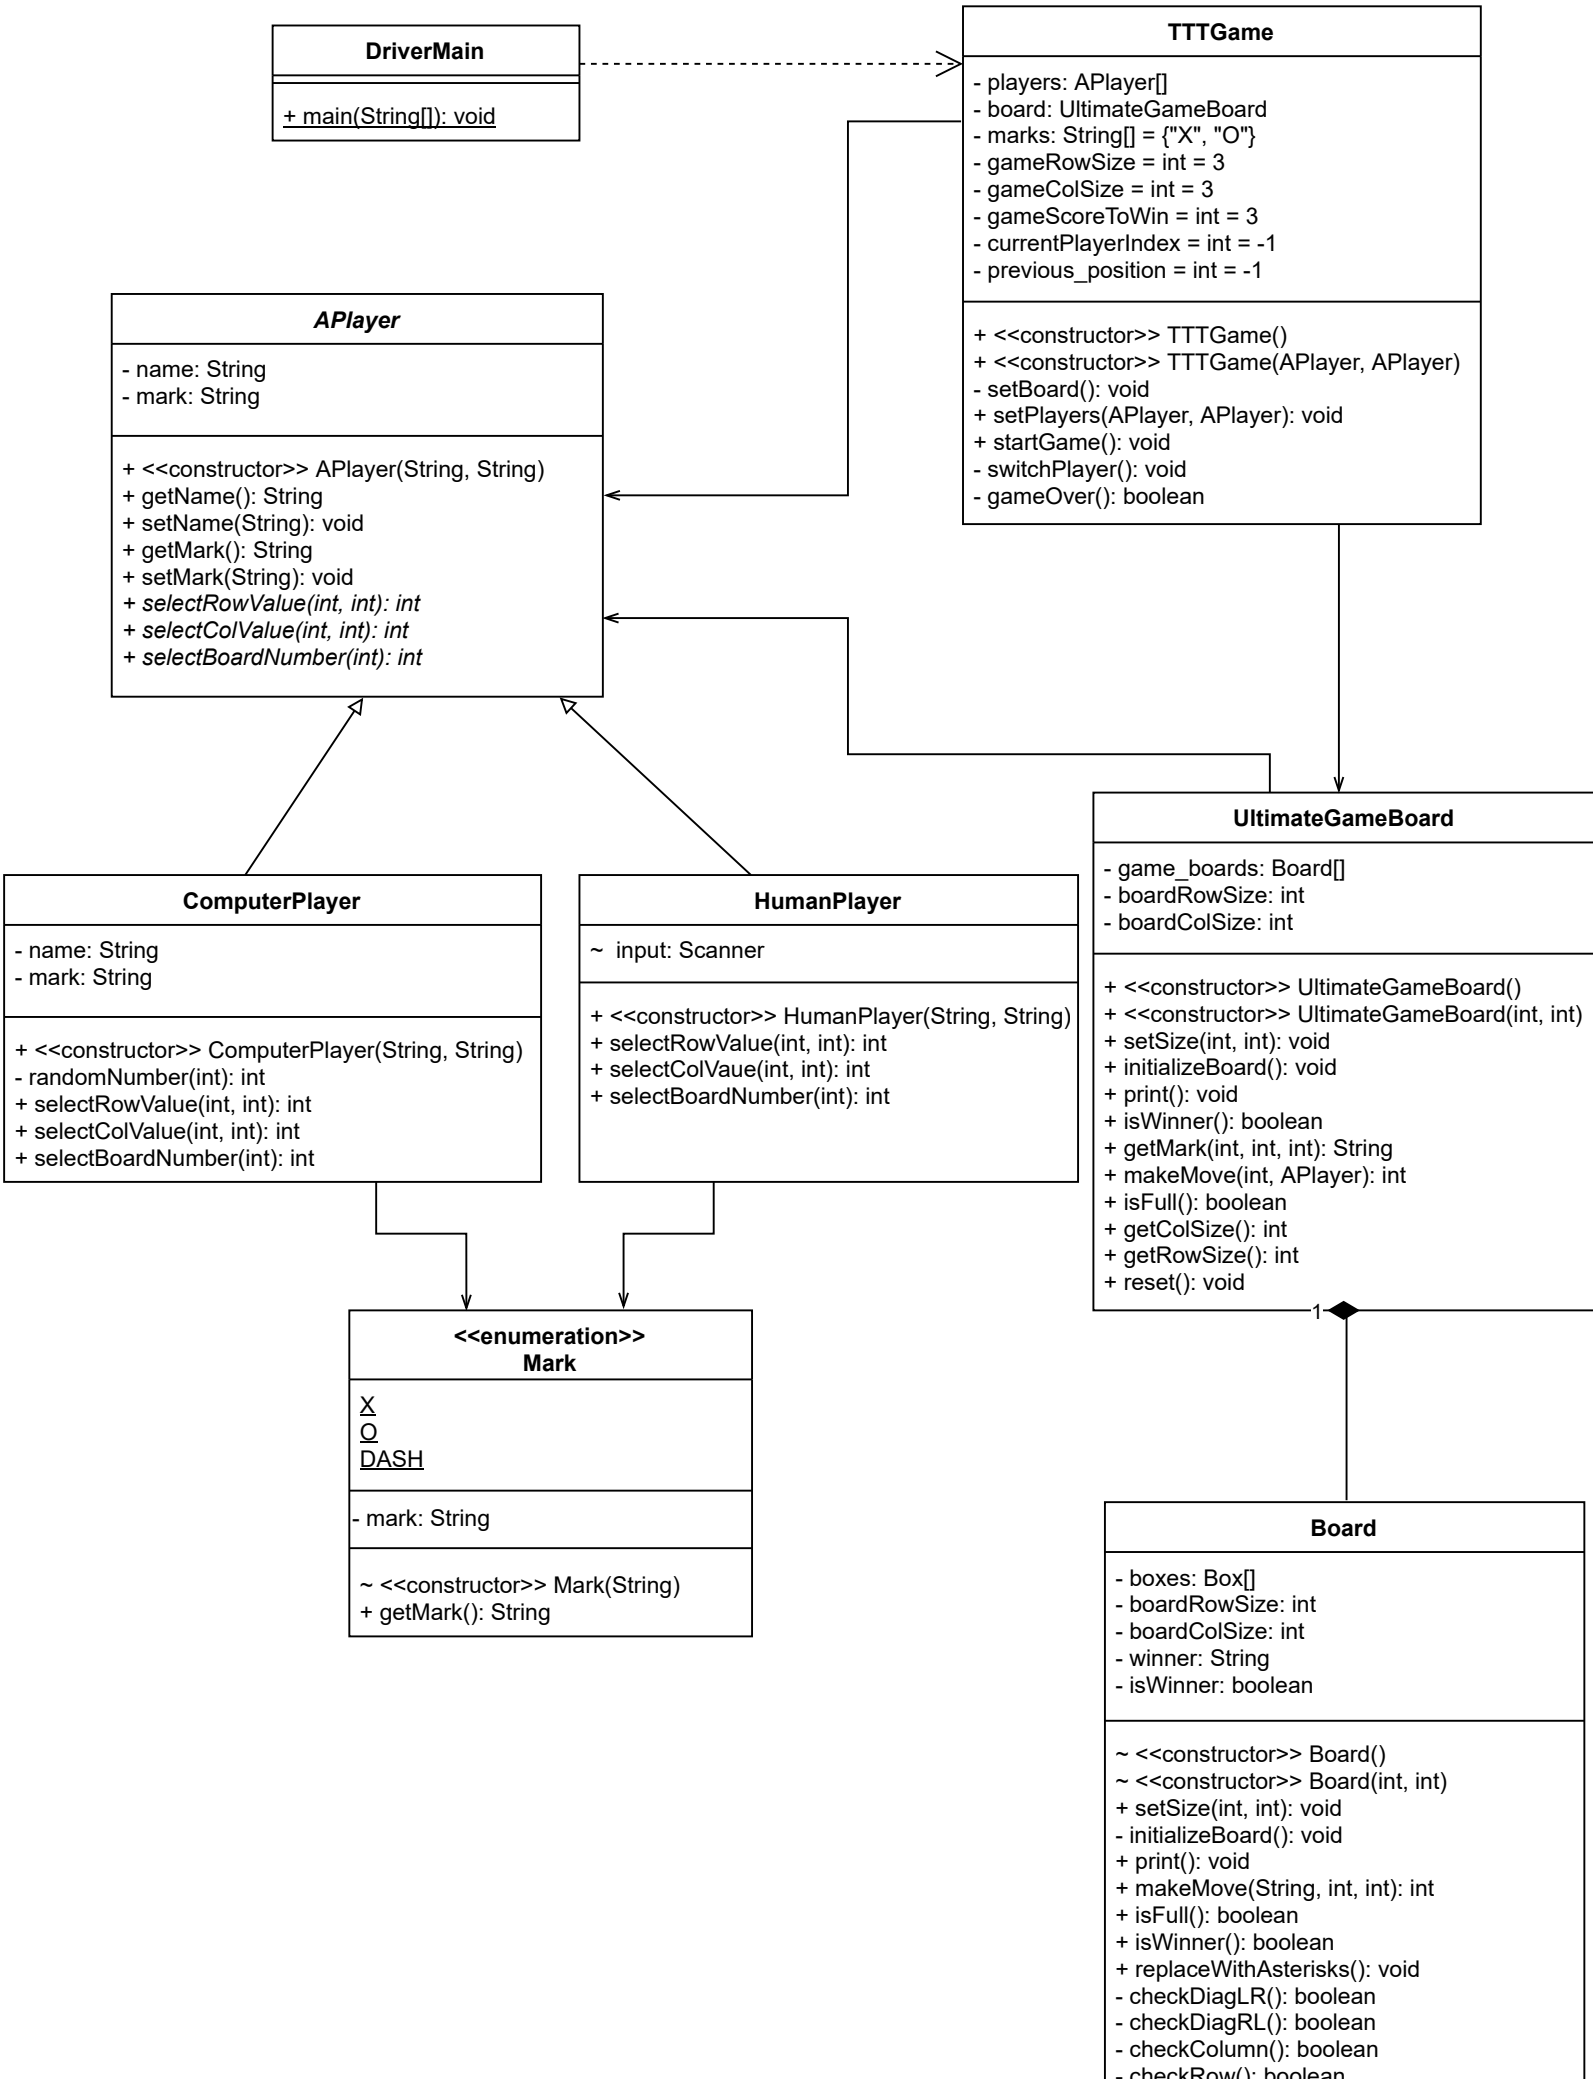 DriverMain
+ main(String[]): void
TTTGame
- players: APlayer[]
- board: UltimateGameBoard
- marks: String[] = {"X", "O"}
- gameRowSize = int = 3
- gameColSize = int = 3
- gameScoreToWin = int = 3
- currentPlayerIndex = int = -1
- previous_position = int = -1
+ <<constructor>> TTTGame()
+ <<constructor>> TTTGame(APlayer, APlayer)
- setBoard(): void
+ setPlayers(APlayer, APlayer): void
+ startGame(): void
- switchPlayer(): void
- gameOver(): boolean
APlayer
- name: String
- mark: String
+ <<constructor>> APlayer(String, String)
+ getName(): String
+ setName(String): void
+ getMark(): String
+ setMark(String): void
+ selectRowValue(int, int): int
+ selectColValue(int, int): int
+ selectBoardNumber(int): int
ComputerPlayer
- name: String
- mark: String
+ <<constructor>> ComputerPlayer(String, String)
- randomNumber(int): int
+ selectRowValue(int, int): int
+ selectColValue(int, int): int
+ selectBoardNumber(int): int
HumanPlayer
~ input: Scanner
+ <<constructor>> HumanPlayer(String, String)
+ selectRowValue(int, int): int
+ selectColVaue(int, int): int
+ selectBoardNumber(int): int
UltimateGameBoard
- game_boards: Board[]
- boardRowSize: int
- boardColSize: int
+ <<constructor>> UltimateGameBoard()
+ <<constructor>> UltimateGameBoard(int, int)
+ setSize(int, int): void
+ initializeBoard(): void
+ print(): void
+ isWinner(): boolean
+ getMark(int, int, int): String
+ makeMove(int, APlayer): int
+ isFull(): boolean
+ getColSize(): int
+ getRowSize(): int
+ reset(): void
1
<<enumeration>>
Mark
X
O
DASH
- mark: String
~ <<constructor>> Mark(String)
+ getMark(): String
Board
- boxes: Box[]
- boardRowSize: int
- boardColSize: int
- winner: String
- isWinner: boolean
~ <<constructor>> Board()
~ <<constructor>> Board(int, int)
+ setSize(int, int): void
- initializeBoard(): void
+ print(): void
+ makeMove(String, int, int): int
+ isFull(): boolean
+ isWinner(): boolean
+ replaceWithAsterisks(): void
- checkDiagLR(): boolean
- checkDiagRL(): boolean
- checkColumn(): boolean
- checkRow(): boolean